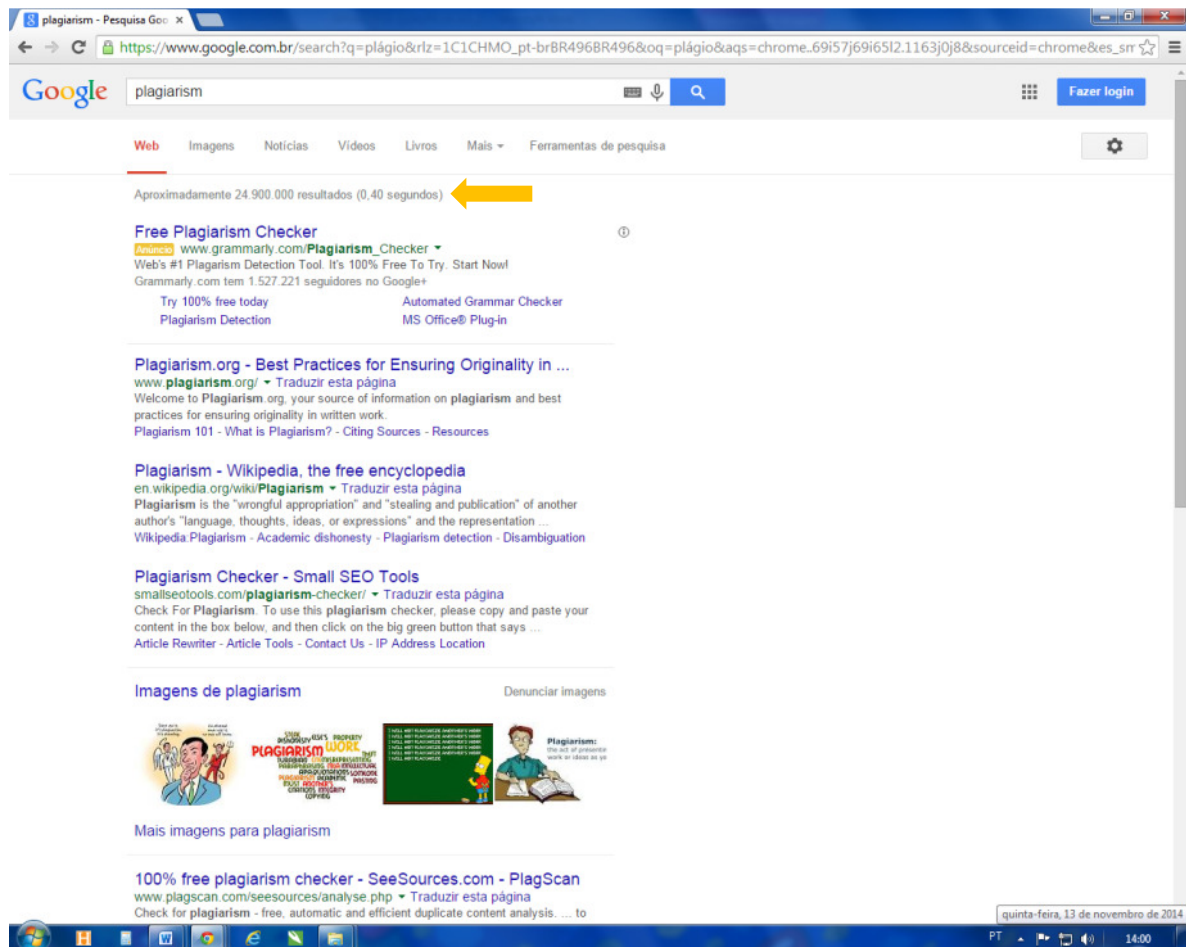 plagiarism - Pesquisa Goo
https://www.google.com.br/search?q=plágio&rlz=1C1CHMO_pt-brBR496BR496&oq=plágio&aqs=chrome..69i57j69i65l2.1163j0j8&sourceid=chrome&es_sm
Google plagiarism Fazer login
Web Imagens Notícias Vídeos Livros Mais Ferramentas de pesquisa
Aproximadamente 24.900.000 resultados (0,40 segundos)
Free Plagiarism Checker
Anúncio www.grammarly.com/Plagiarism_Checker
Web's #1 Plagarism Detection Tool. It's 100% Free To Try. Start Now!
Grammarly.com tem 1.527.221 seguidores no Google+
Try 100% free today Automated Grammar Checker
Plagiarism Detection MS Office® Plug-in
Plagiarism.org - Best Practices for Ensuring Originality in ...
www.plagiarism.org/ Traduzir esta página
Welcome to Plagiarism.org, your source of information on plagiarism and best
practices for ensuring originality in written work.
Plagiarism 101 - What is Plagiarism? - Citing Sources - Resources
Plagiarism - Wikipedia, the free encyclopedia
en.wikipedia.org/wiki/Plagiarism Traduzir esta página
Plagiarism is the "wrongful appropriation" and "stealing and publication" of another
author's "language, thoughts, ideas, or expressions" and the representation ...
Wikipedia:Plagiarism - Academic dishonesty - Plagiarism detection - Disambiguation
Plagiarism Checker - Small SEO Tools
smallseotools.com/plagiarism-checker/ Traduzir esta página
Check For Plagiarism. To use this plagiarism checker, please copy and paste your
content in the box below, and then click on the big green button that says ...
Article Rewriter - Article Tools - Contact Us - IP Address Location
Imagens de plagiarism Denunciar imagens
PLAGIARISM WORK
Plagiarism:
the act of presente
work or ideas as yo
Mais imagens para plagiarism
100% free plagiarism checker - SeeSources.com - PlagScan
www.plagscan.com/seesources/analyse.php Traduzir esta página
Check for plagiarism - free, automatic and efficient duplicate content analysis. ... to
quinta-feira, 13 de novembro de 2014
PT 14:00